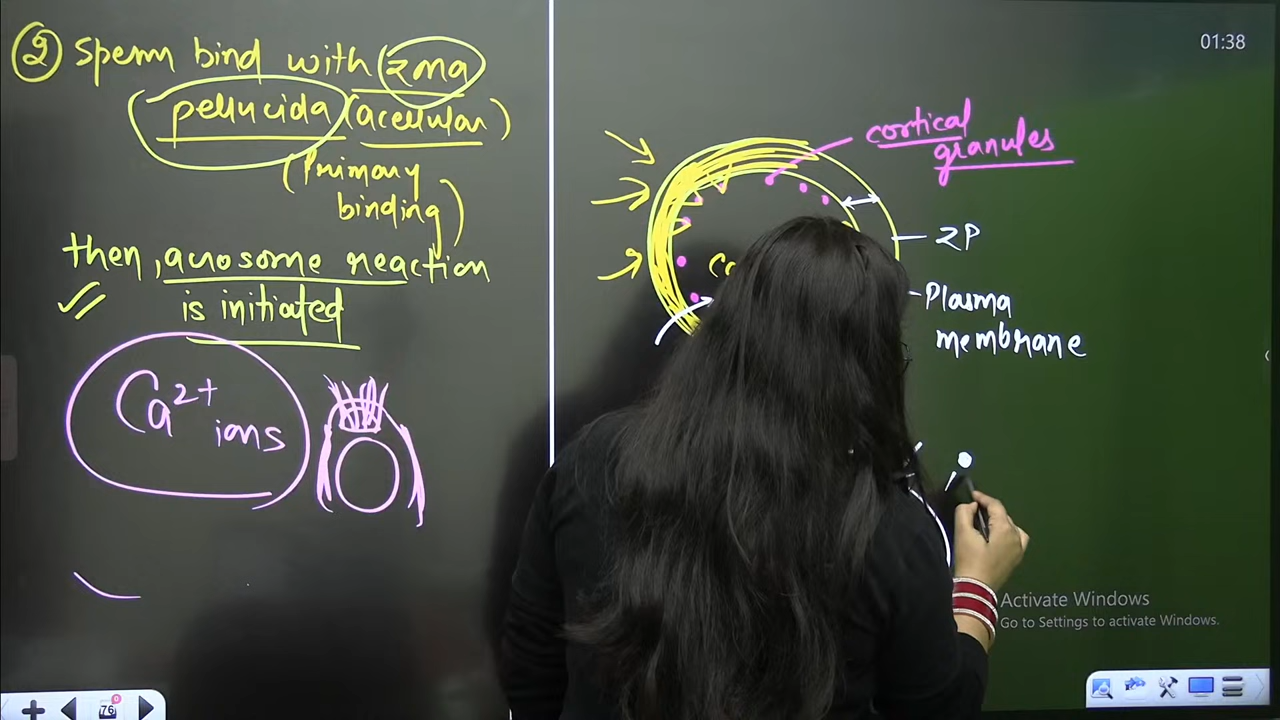 ② Sperm bind with zona
pellucida (acellular)
(Primary
binding)
then, acrosome reaction
is initiated
Ca²⁺ ions
01:38
cortical
granules
ZP
Plasma
membrane
Activate Windows
Go to Settings to activate Windows.
76